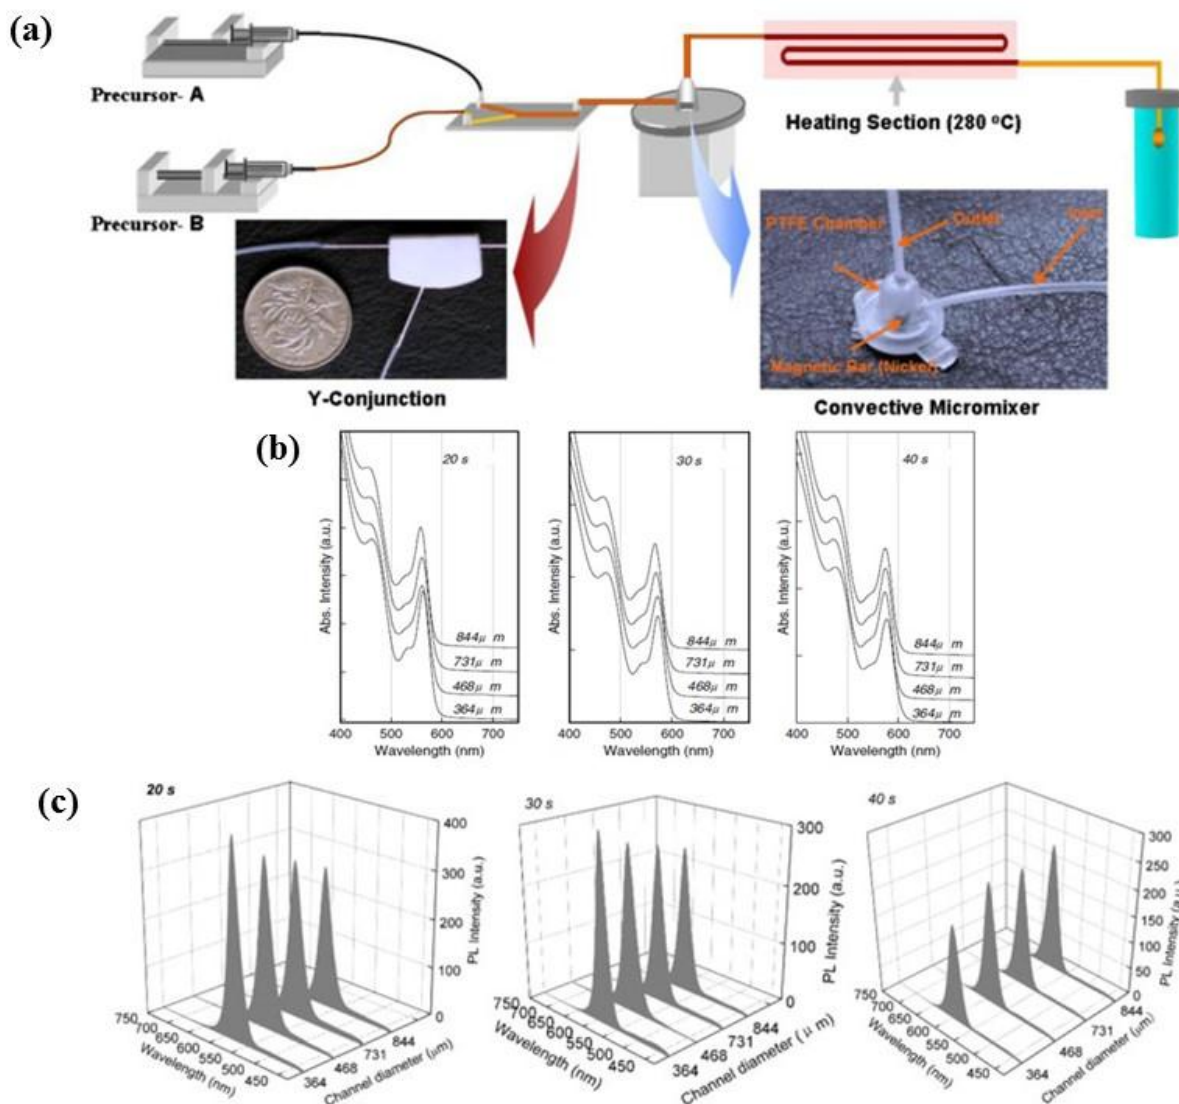 (a)
Precursor- A
Precursor- B
Heating Section (280 °C)
PTFE Chamber
Outlet
Inlet
Magnetic Bar (Nickel)
Y-Conjunction
Convective Micromixer
(b)
20 s
30 s
40 s
Abs. Intensity (a.u.)
844μ m
731μ m
468μ m
364μ m
400 500 600 700
Wavelength (nm)
Abs. Intensity (a.u.)
844μ m
731μ m
468μ m
364μ m
400 500 600 700
Wavelength (nm)
Abs. Intensity (a.u.)
844μ m
731μ m
468μ m
364μ m
400 500 600 700
Wavelength (nm)
(c)
20 s
400
300
200
100
0
PL Intensity (a.u.)
750 700 650 600 550 500 450
Wavelength (nm)
364 468 731 844
Channel diameter (μm)
30 s
300
200
100
0
PL Intensity (a.u.)
750 700 650 600 550 500 450
Wavelength (nm)
364 468 731 844
Channel diameter (μ m)
40 s
300
250
200
150
100
50
0
PL Intensity (a.u.)
750 700 650 600 550 500 450
Wavelength (nm)
364 468 731 844
Channel diameter (μm)